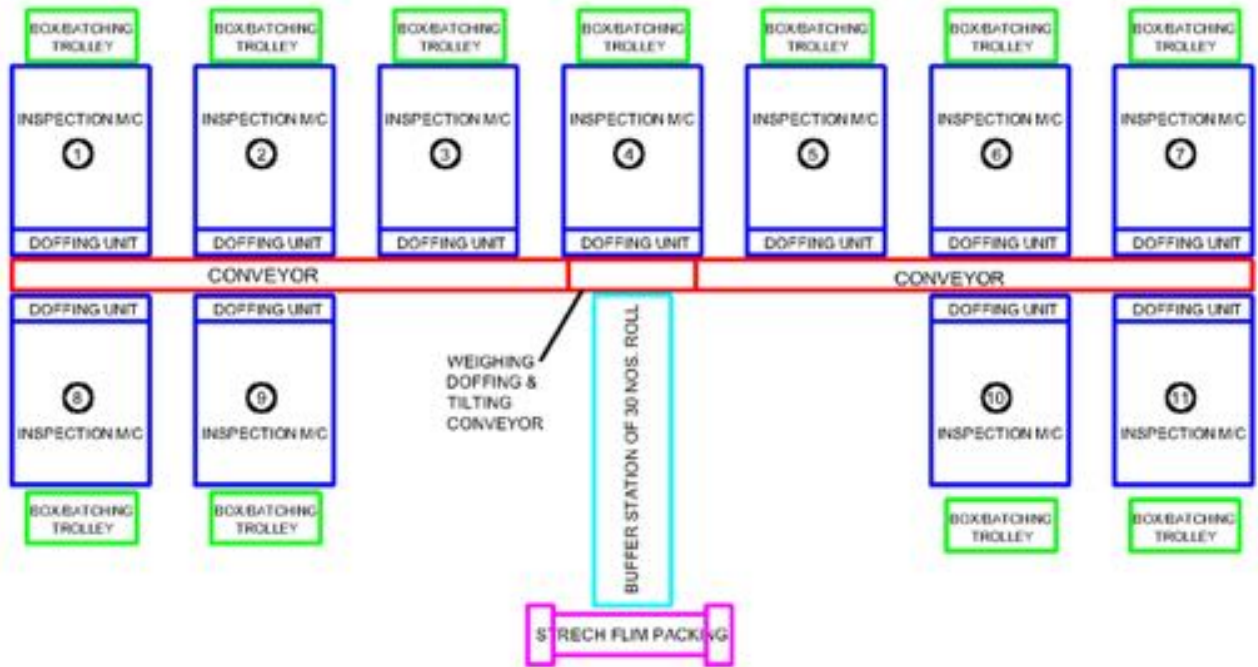 BOX/BATCHING
TROLLEY
BOX/BATCHING
TROLLEY
BOX/BATCHING
TROLLEY
BOX/BATCHING
TROLLEY
BOX/BATCHING
TROLLEY
BOX/BATCHING
TROLLEY
BOX/BATCHING
TROLLEY
INSPECTION M/C
1
INSPECTION M/C
2
INSPECTION M/C
3
INSPECTION M/C
4
INSPECTION M/C
5
INSPECTION M/C
6
INSPECTION M/C
7
DOFFING UNIT
DOFFING UNIT
DOFFING UNIT
DOFFING UNIT
DOFFING UNIT
DOFFING UNIT
DOFFING UNIT
CONVEYOR
CONVEYOR
DOFFING UNIT
DOFFING UNIT
DOFFING UNIT
DOFFING UNIT
WEIGHING
DOFFING &
TILTING
CONVEYOR
BUFFER STATION OF 30 NOS. ROLL
8
INSPECTION M/C
9
INSPECTION M/C
10
INSPECTION M/C
11
INSPECTION M/C
BOX/BATCHING
TROLLEY
BOX/BATCHING
TROLLEY
BOX/BATCHING
TROLLEY
BOX/BATCHING
TROLLEY
STRECH FLIM PACKING